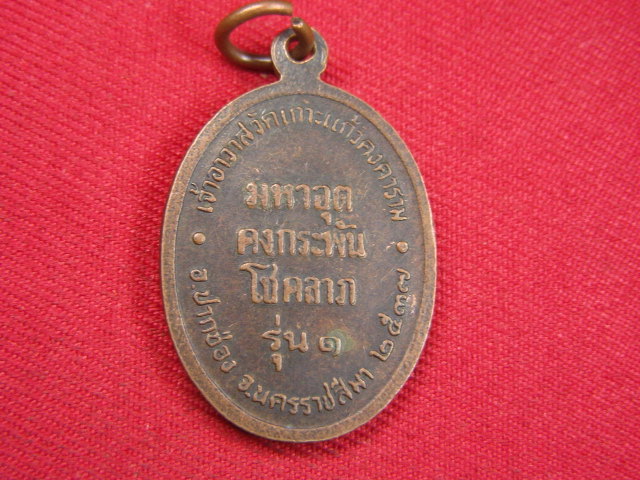 เจ้าอาวาสวัดเกาะแก้วคงคาราม
มหาอุต
คงกระพัน
โชคลาภ
รุ่น ๑
อ.ปากช่อง จ.นครราชสีมา ๒๕๓๗